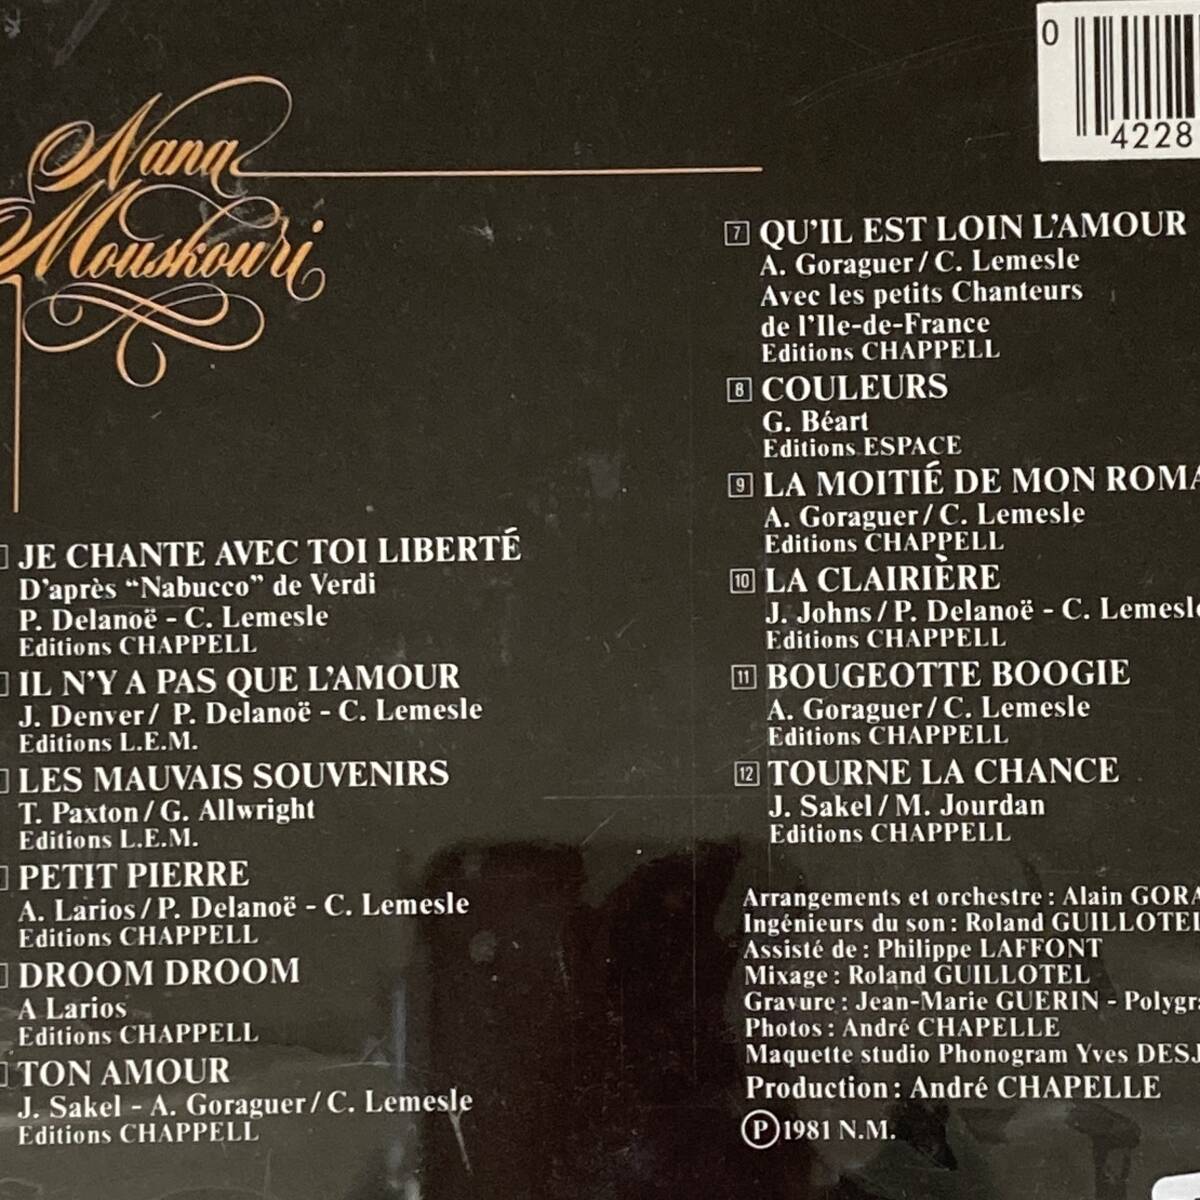 Nana
Mouskouri
JE CHANTE AVEC TOI LIBERTÉ
D'après “Nabucco” de Verdi
P. Delanoë - C. Lemesle
Editions CHAPPELL
IL N'Y A PAS QUE L'AMOUR
J. Denver / P. Delanoë - C. Lemesle
Editions L.E.M.
LES MAUVAIS SOUVENIRS
T. Paxton / G. Allwright
Editions L.E.M.
PETIT PIERRE
A. Larios / P. Delanoë - C. Lemesle
Editions CHAPPELL
DROOM DROOM
A Larios
Editions CHAPPELL
TON AMOUR
J. Sakel - A. Goraguer / C. Lemesle
Editions CHAPPELL
0
4228
7 QU'IL EST LOIN L'AMOUR
A. Goraguer / C. Lemesle
Avec les petits Chanteurs
de l'Ile-de-France
Editions CHAPPELL
8 COULEURS
G. Béart
Editions ESPACE
9 LA MOITIÉ DE MON ROMA
A. Goraguer / C. Lemesle
Editions CHAPPELL
10 LA CLAIRIÈRE
J. Johns / P. Delanoë - C. Lemesle
Editions CHAPPELL
11 BOUGEOTTE BOOGIE
A. Goraguer / C. Lemesle
Editions CHAPPELL
12 TOURNE LA CHANCE
J. Sakel / M. Jourdan
Editions CHAPPELL
Arrangements et orchestre : Alain GORA
Ingénieurs du son : Roland GUILLOTEL
Assisté de : Philippe LAFFONT
Mixage : Roland GUILLOTEL
Gravure : Jean-Marie GUERIN - Polygra
Photos : André CHAPELLE
Maquette studio Phonogram Yves DESJ
Production : André CHAPELLE
Ⓟ 1981 N.M.